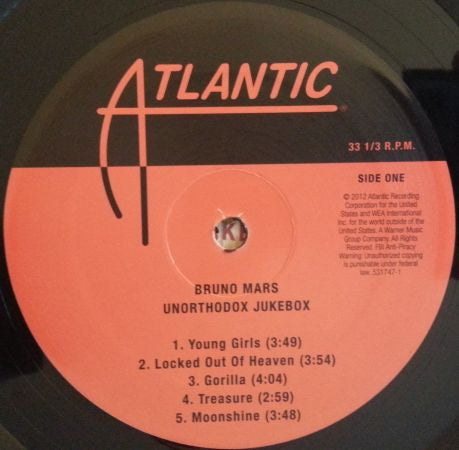 ATLANTIC
®
33 1/3 R.P.M.
SIDE ONE
© 2012 Atlantic Recording
Corporation for the United
States and WEA International
Inc. for the world outside of the
United States. A Warner Music
Group Company. All Rights
Reserved. FBI Anti-Piracy
Warning: Unauthorized copying
is punishable under federal
law. 531747-1
K
BRUNO MARS
UNORTHODOX JUKEBOX
1. Young Girls (3:49)
2. Locked Out Of Heaven (3:54)
3. Gorilla (4:04)
4. Treasure (2:59)
5. Moonshine (3:48)